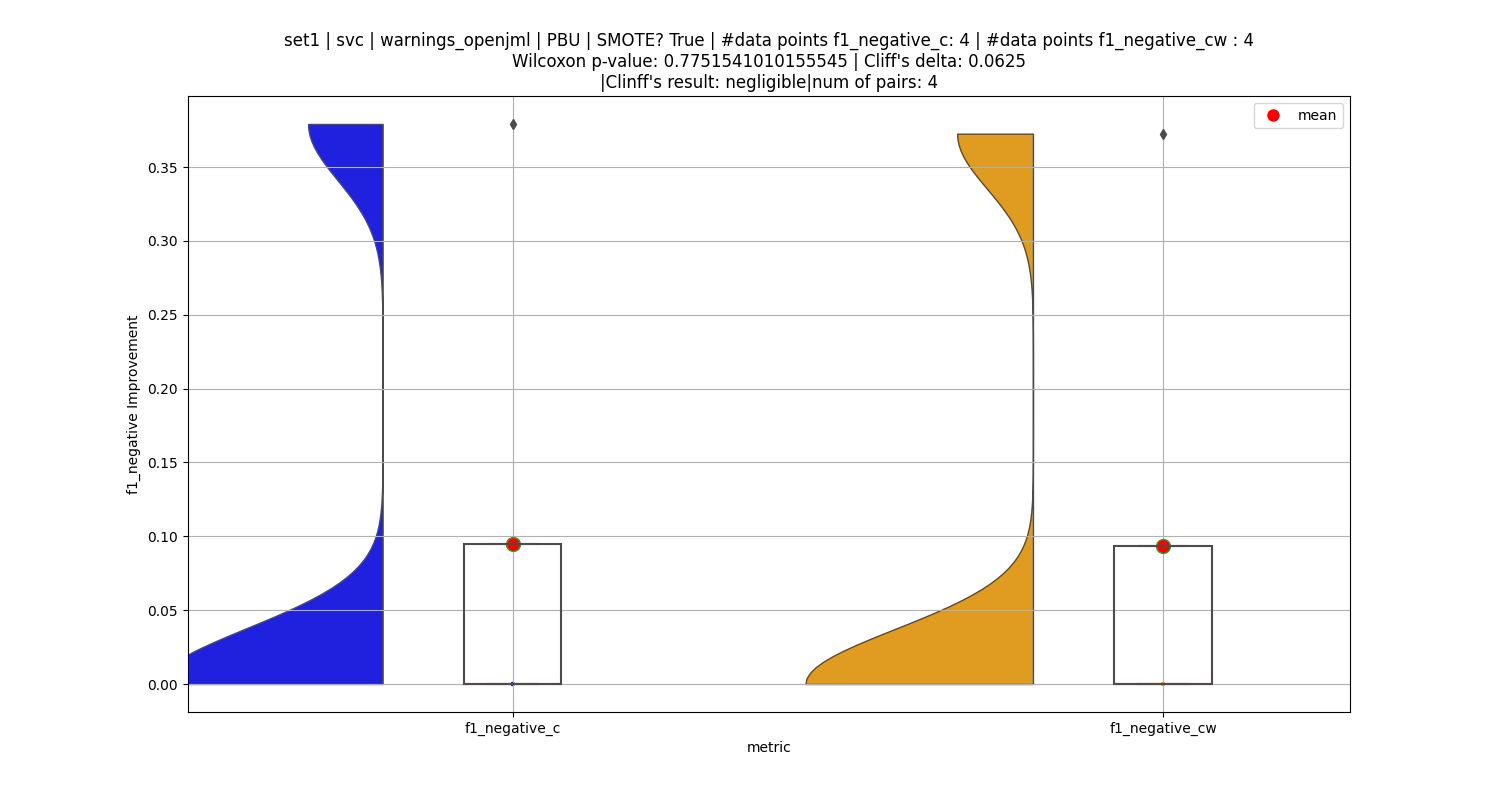 set1 | svc | warnings_openjml | PBU | SMOTE? True | #data points f1_negative_c: 4 | #data points f1_negative_cw : 4
Wilcoxon p-value: 0.7751541010155545 | Cliff's delta: 0.0625
|Clinff's result: negligible|num of pairs: 4
mean
0.35
0.30
0.25
0.20
0.15
0.10
0.05
0.00
f1_negative Improvement
f1_negative_c
f1_negative_cw
metric